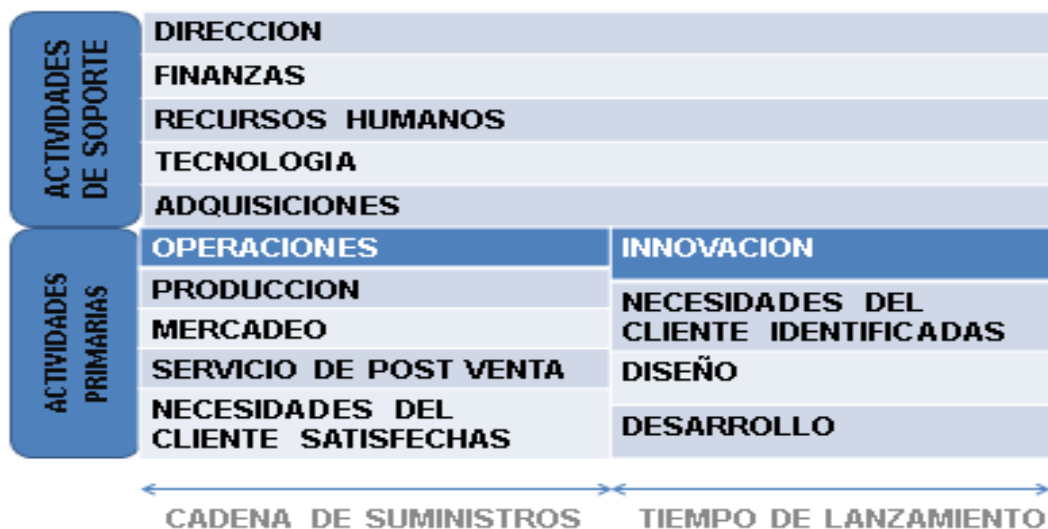 ACTIVIDADES
DE SOPORTE
DIRECCION
FINANZAS
RECURSOS HUMANOS
TECNOLOGIA
ADQUISICIONES
ACTIVIDADES
PRIMARIAS
OPERACIONES
PRODUCCION
MERCADEO
SERVICIO DE POST VENTA
NECESIDADES DEL
CLIENTE SATISFECHAS
INNOVACION
NECESIDADES DEL
CLIENTE IDENTIFICADAS
DISEÑO
DESARROLLO
CADENA DE SUMINISTROS
TIEMPO DE LANZAMIENTO